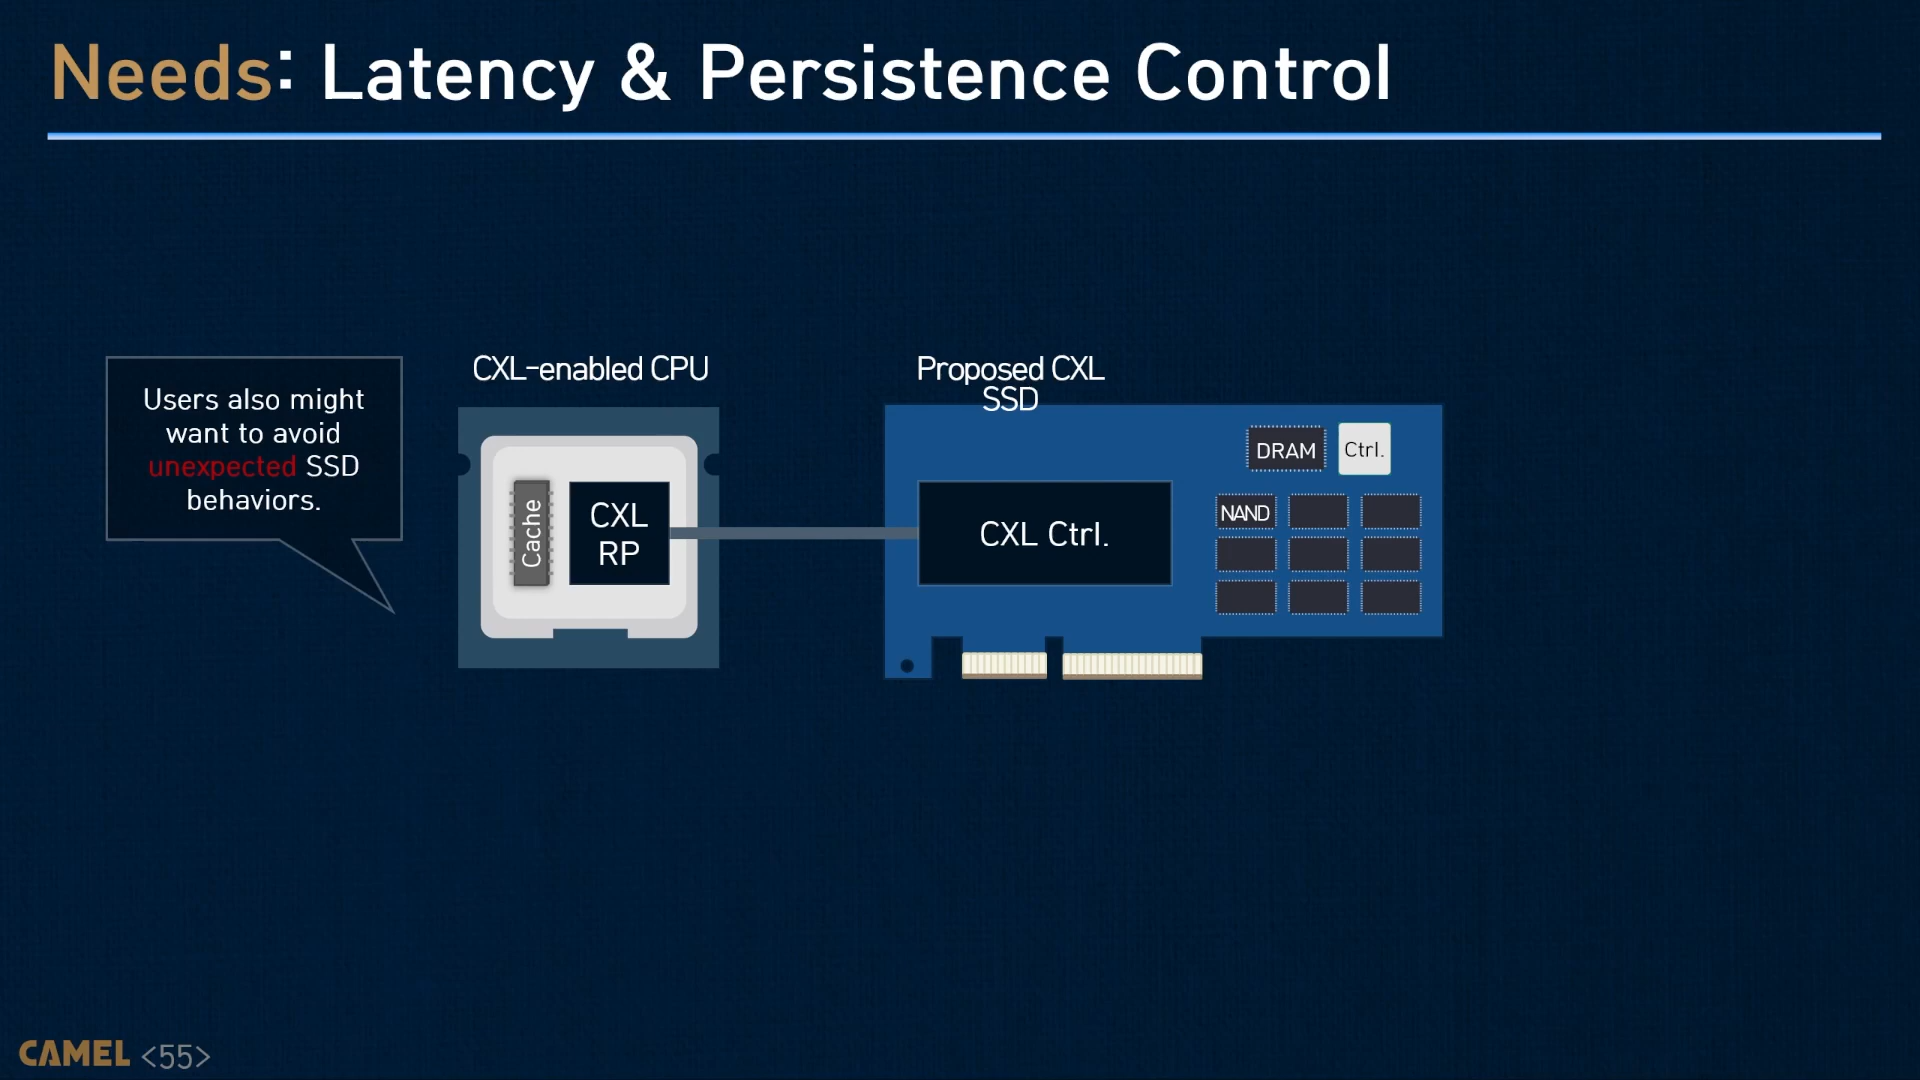 Needs: Latency & Persistence Control
Users also might
want to avoid
unexpected SSD
behaviors.
CXL-enabled CPU
Cache
CXL
RP
Proposed CXL
SSD
CXL Ctrl.
DRAM
Ctrl.
NAND
CAMEL <55>